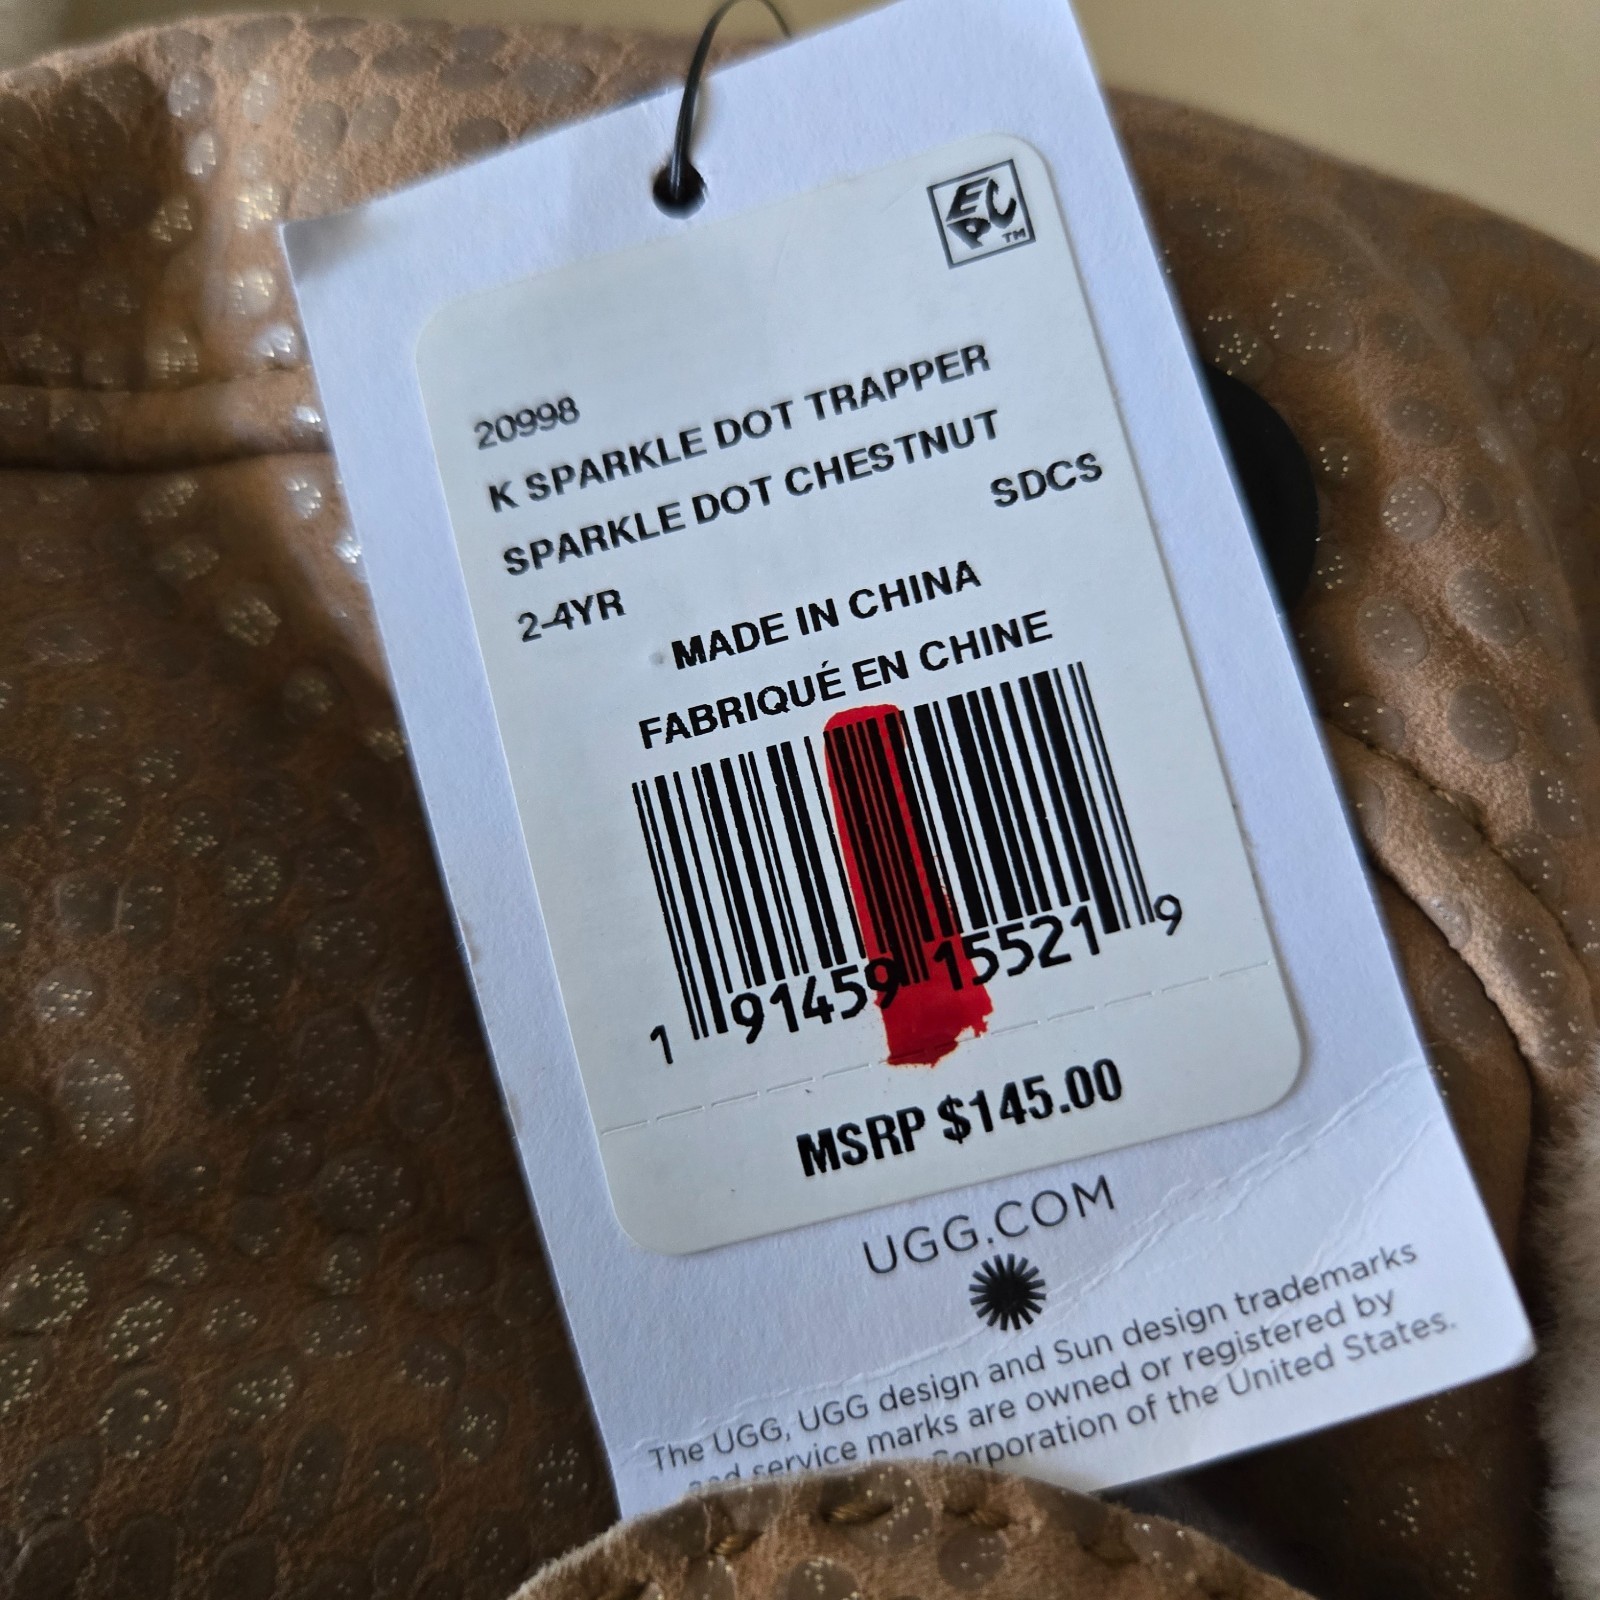 EPC™
20998
K SPARKLE DOT TRAPPER
SPARKLE DOT CHESTNUT
SDCS
2-4YR
MADE IN CHINA
FABRIQUÉ EN CHINE
1 91459 15521 9
MSRP $145.00
UGG.COM
The UGG, UGG design and Sun design trademarks
and service marks are owned or registered by
Corporation of the United States.